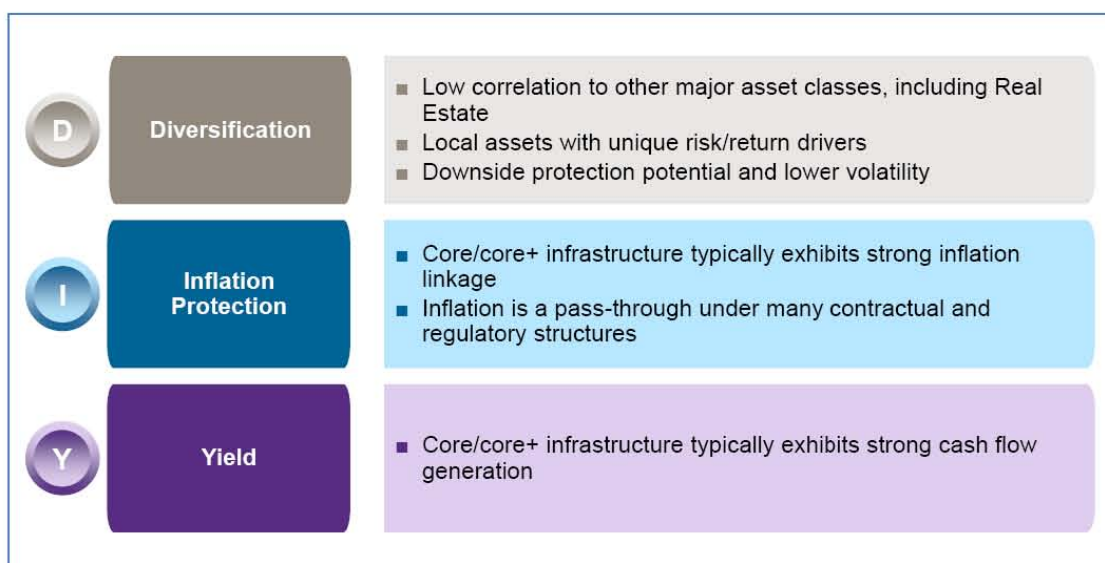 D
Diversification
■ Low correlation to other major asset classes, including Real
Estate
■ Local assets with unique risk/return drivers
■ Downside protection potential and lower volatility
I
Inflation
Protection
■ Core/core+ infrastructure typically exhibits strong inflation
linkage
■ Inflation is a pass-through under many contractual and
regulatory structures
Y
Yield
■ Core/core+ infrastructure typically exhibits strong cash flow
generation